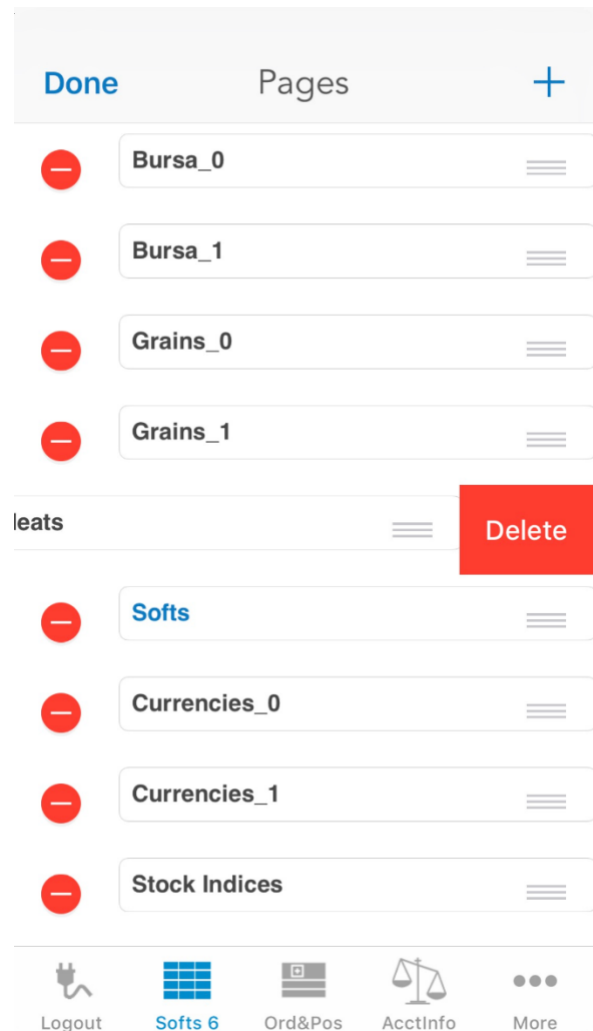 Done Pages +
Bursa_0
Bursa_1
Grains_0
Grains_1
leats Delete
Softs
Currencies_0
Currencies_1
Stock Indices
Logout Softs 6 Ord&Pos AcctInfo More